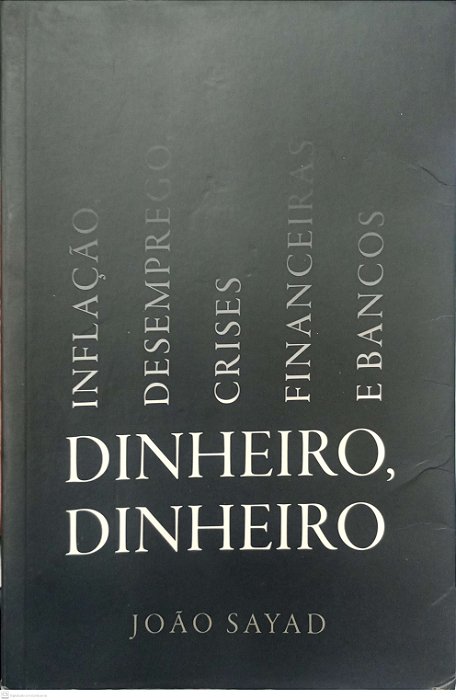 INFLAÇÃO,
DESEMPREGO,
CRISES
FINANCEIRAS
E BANCOS
DINHEIRO,
DINHEIRO
JOÃO SAYAD